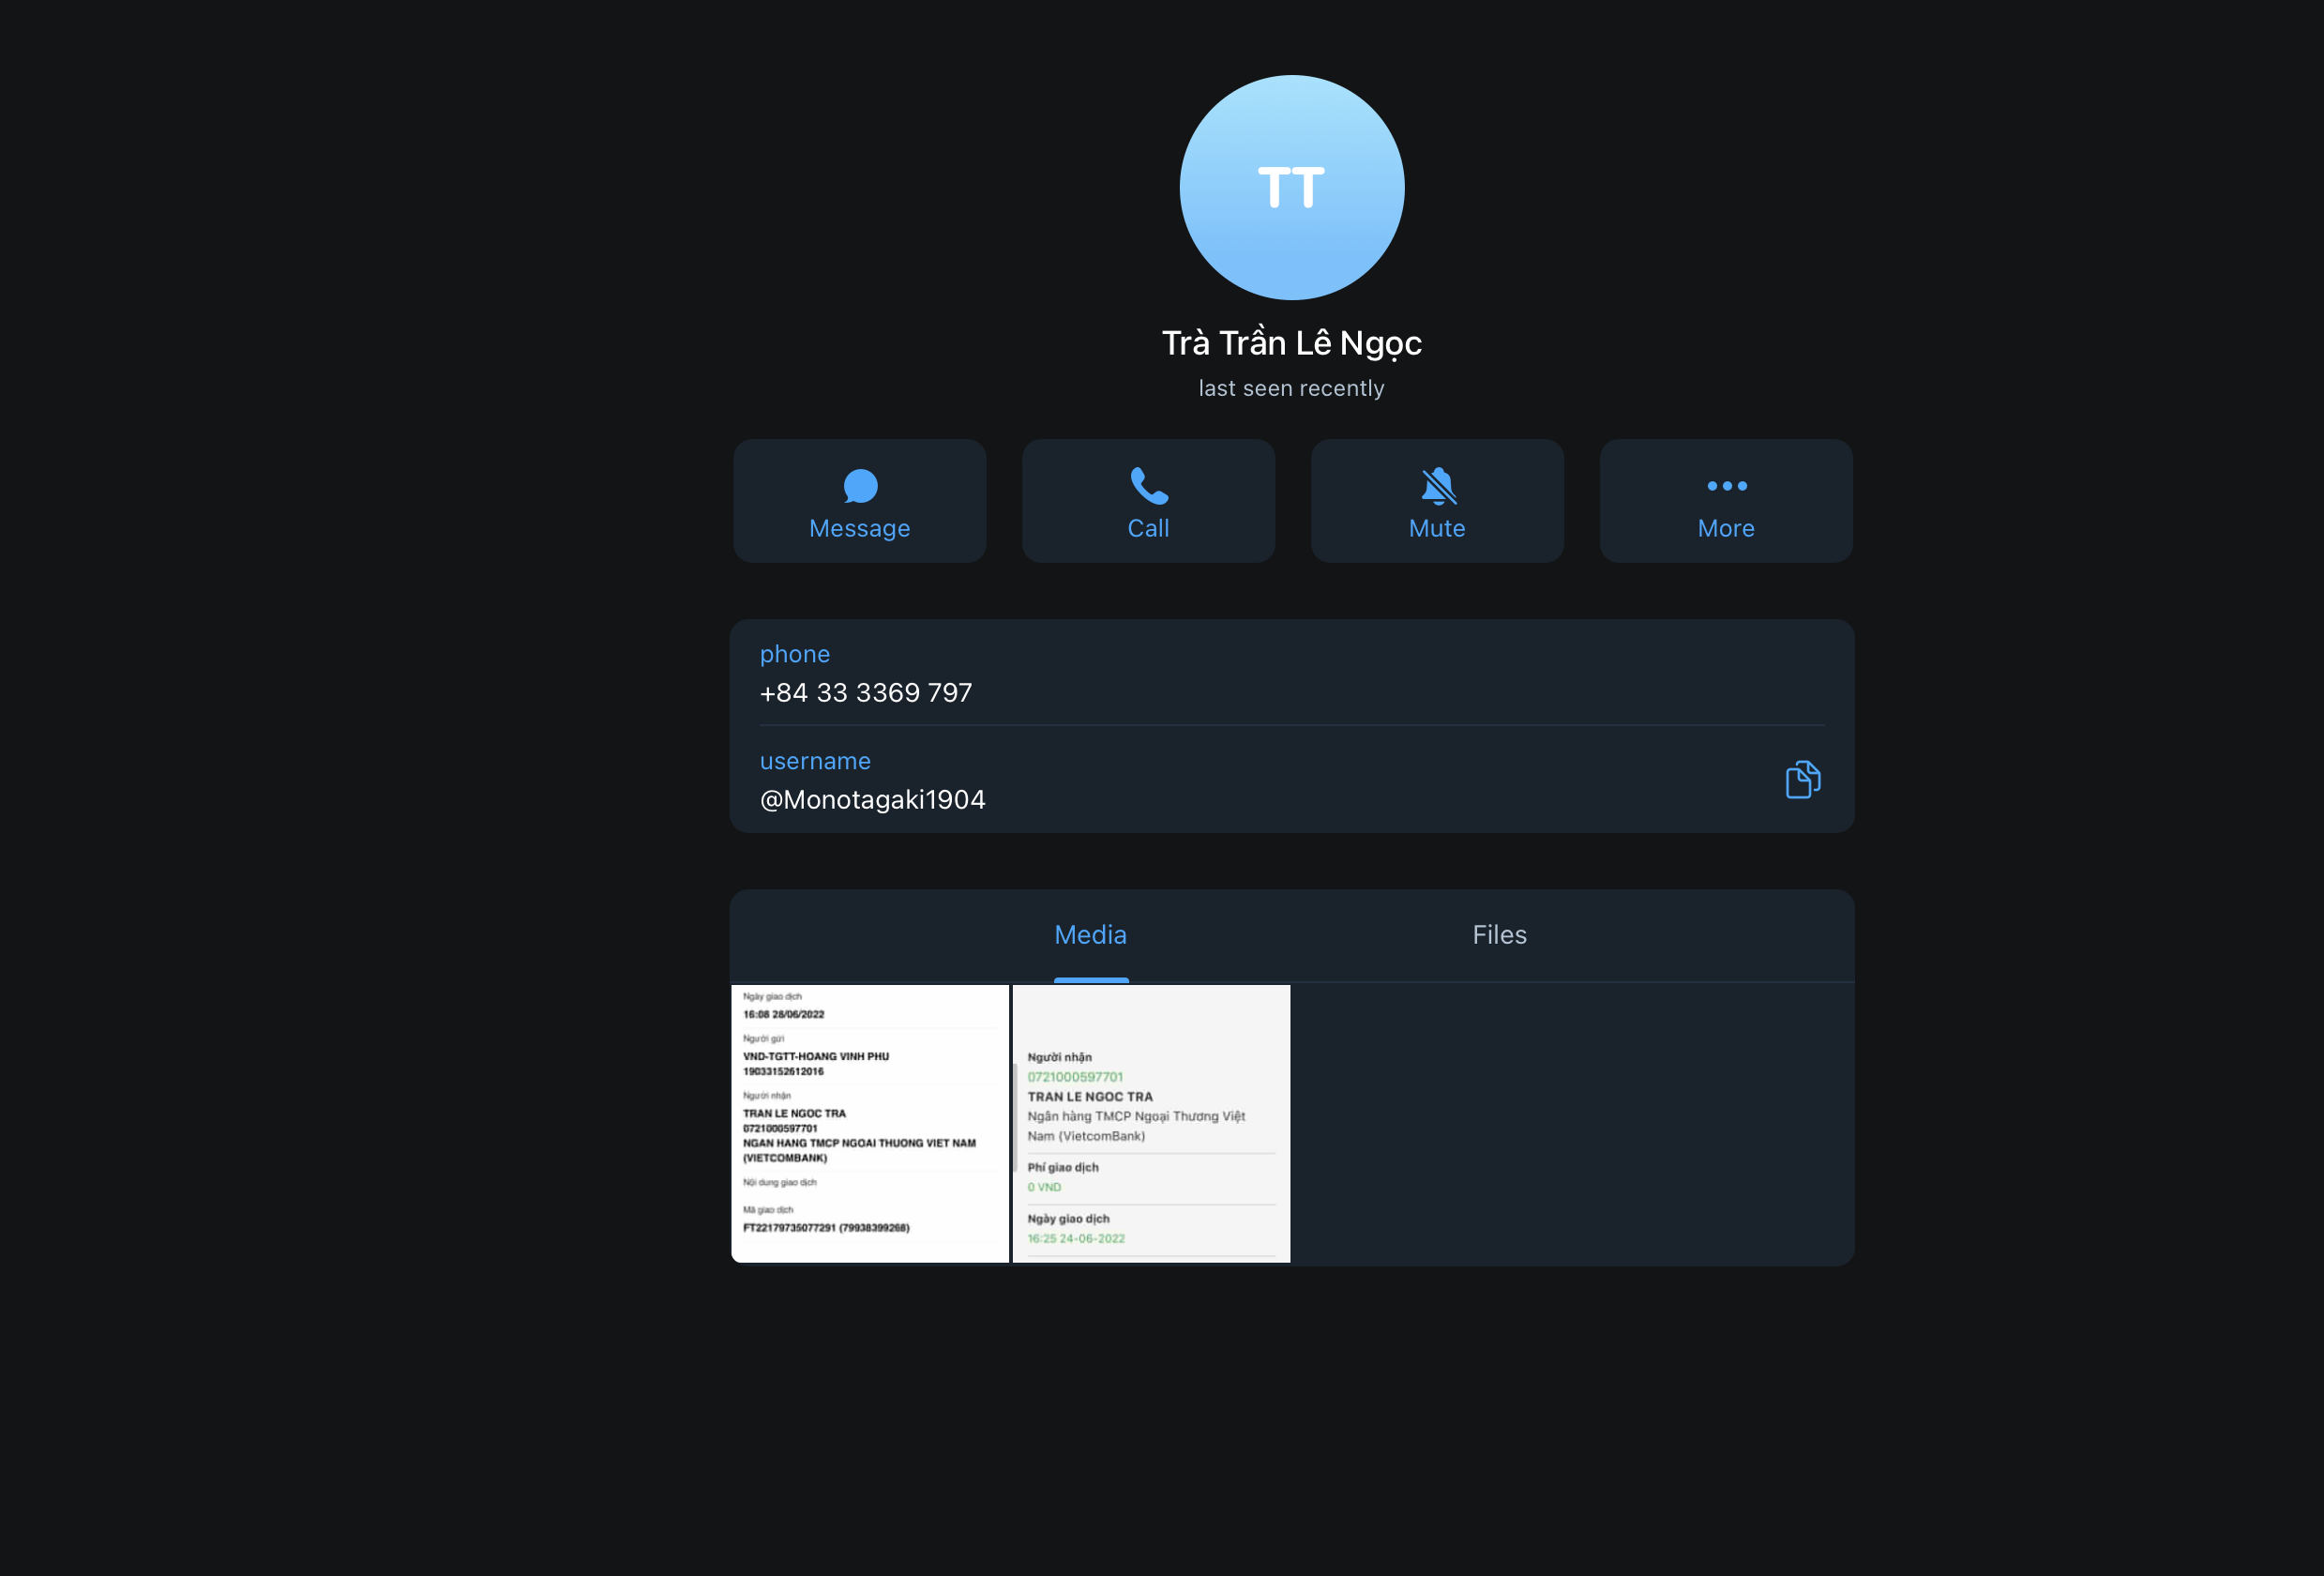 TT
Trà Trần Lê Ngọc
last seen recently
Message
Call
Mute
More
phone
+84 33 3369 797
username
@Monotagaki1904
Media
Files
Ngày giao dịch
16:08 28/06/2022
Người gửi
VND-TGTT-HOANG VINH PHU
19033152612016
Người nhận
TRAN LE NGOC TRA
0721000597701
NGAN HANG TMCP NGOAI THUONG VIET NAM
(VIETCOMBANK)
Nội dung giao dịch
Mã giao dịch
FT22179735077291 (79938399268)
Người nhận
0721000597701
TRAN LE NGOC TRA
Ngân hàng TMCP Ngoại Thương Việt
Nam (VietcomBank)
Phí giao dịch
0 VND
Ngày giao dịch
16:25 24-06-2022